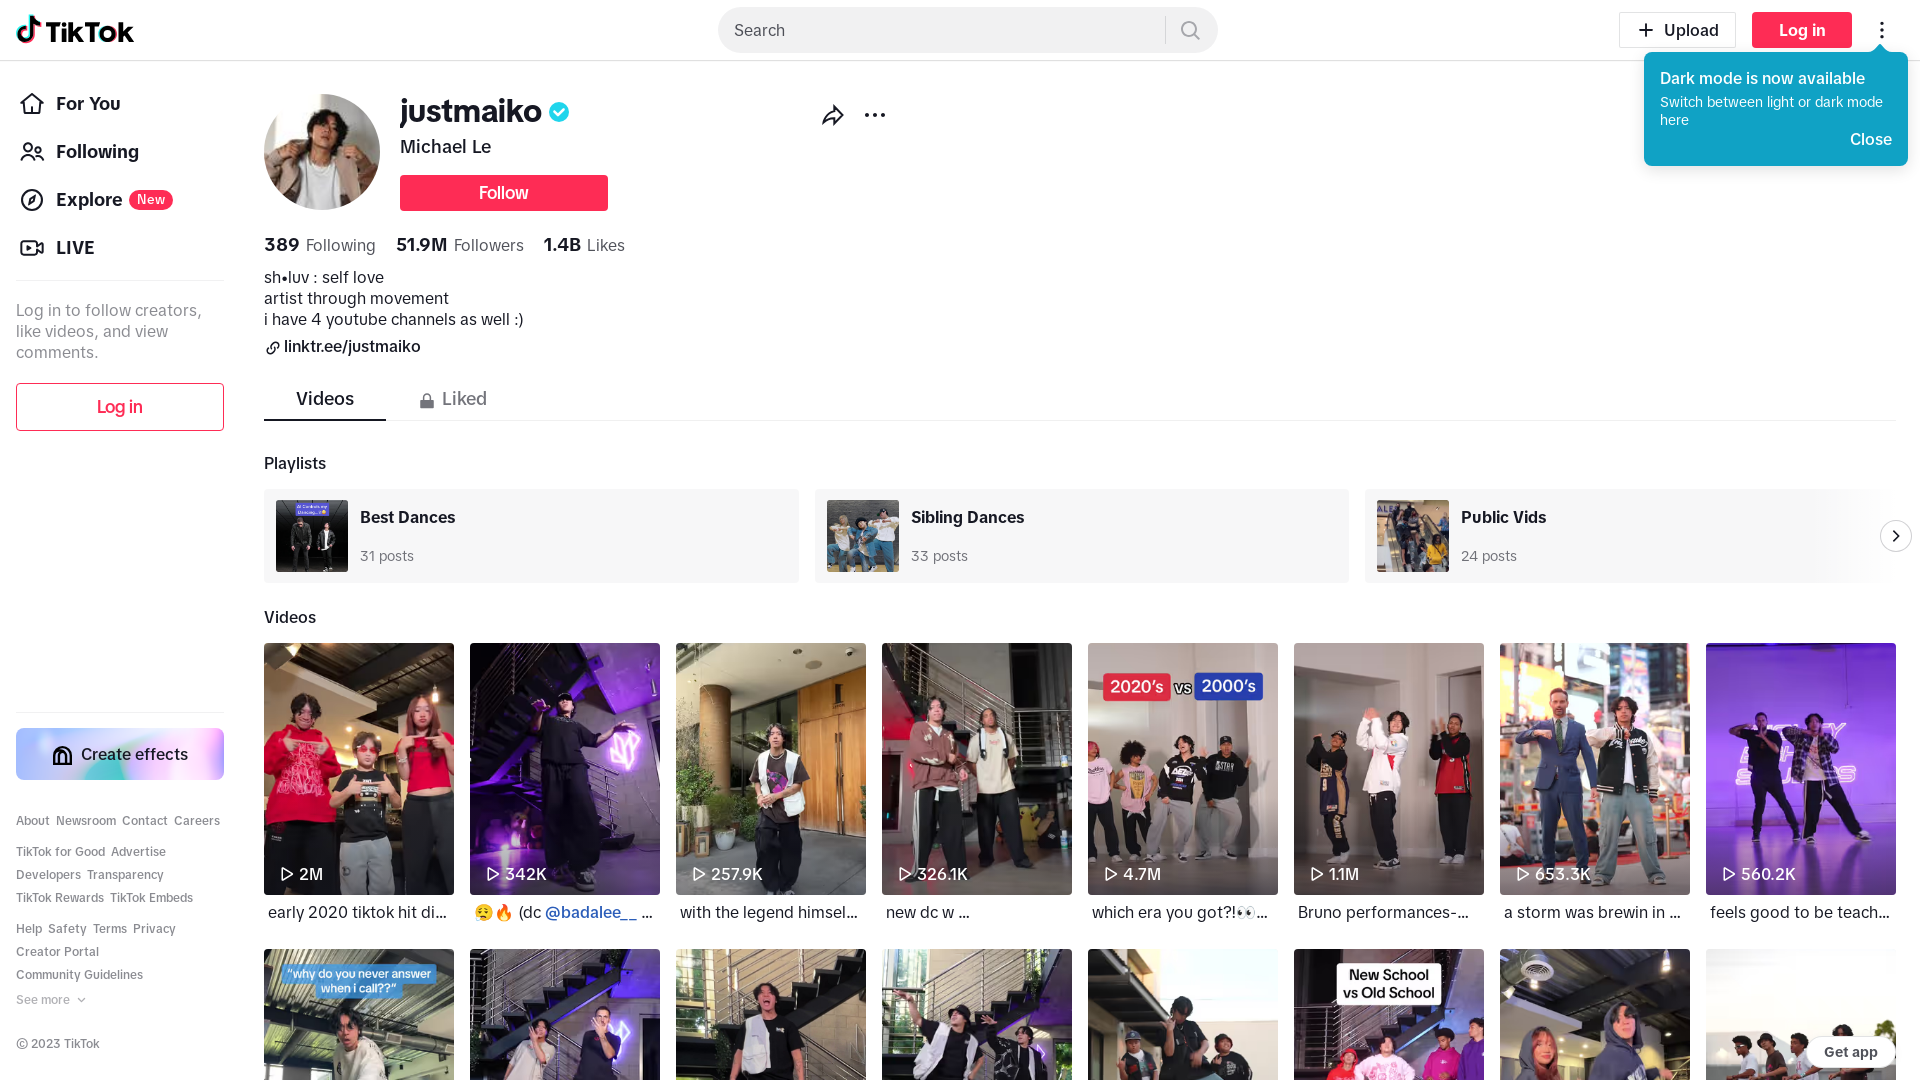 TikTok
Search
Upload
Log in
Dark mode is now available
Switch between light or dark mode
here
Close
For You
Following
Explore New
LIVE
Log in to follow creators,
like videos, and view
comments.
Log in
Create effects
About Newsroom Contact Careers
TikTok for Good Advertise
Developers Transparency
TikTok Rewards TikTok Embeds
Help Safety Terms Privacy
Creator Portal
Community Guidelines
See more
© 2023 TikTok
justmaiko
Michael Le
Follow
389 Following 51.9M Followers 1.4B Likes
sh•luv : self love
artist through movement
i have 4 youtube channels as well :)
linktr.ee/justmaiko
Videos
Liked
Playlists
Best Dances
31 posts
Sibling Dances
33 posts
Public Vids
24 posts
Videos
2M
early 2020 tiktok hit di...
342K
😮‍💨🔥 (dc @badalee__ ...
257.9K
with the legend himsel...
326.1K
new dc w ...
2020's vs 2000's
4.7M
which era you got?!👀...
1.1M
Bruno performances-...
653.3K
a storm was brewin in ...
560.2K
feels good to be teach...
"why do you never answer
when i call??"
New School
vs Old School
Get app